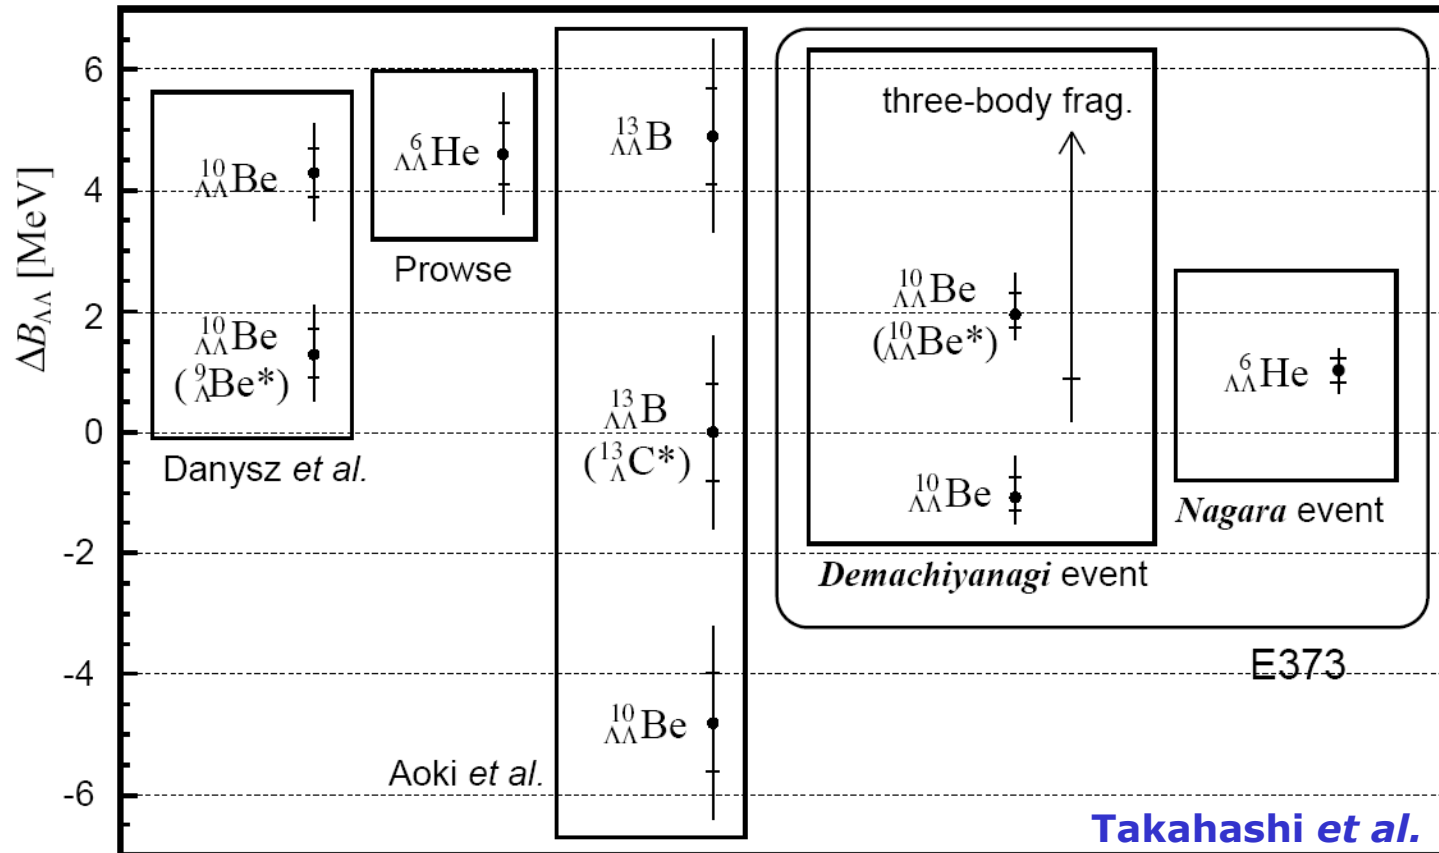 ΔB_ΛΛ [MeV]
6
4
2
0
-2
-4
-6
¹⁰_ΛΛBe
¹⁰_ΛΛBe
(⁹_ΛBe*)
Danysz et al.
⁶_ΛΛHe
Prowse
¹³_ΛΛB
¹³_ΛΛB
(¹³_ΛC*)
¹⁰_ΛΛBe
Aoki et al.
three-body frag.
¹⁰_ΛΛBe
(¹⁰_ΛΛBe*)
¹⁰_ΛΛBe
Demachiyanagi event
⁶_ΛΛHe
Nagara event
E373
Takahashi et al.